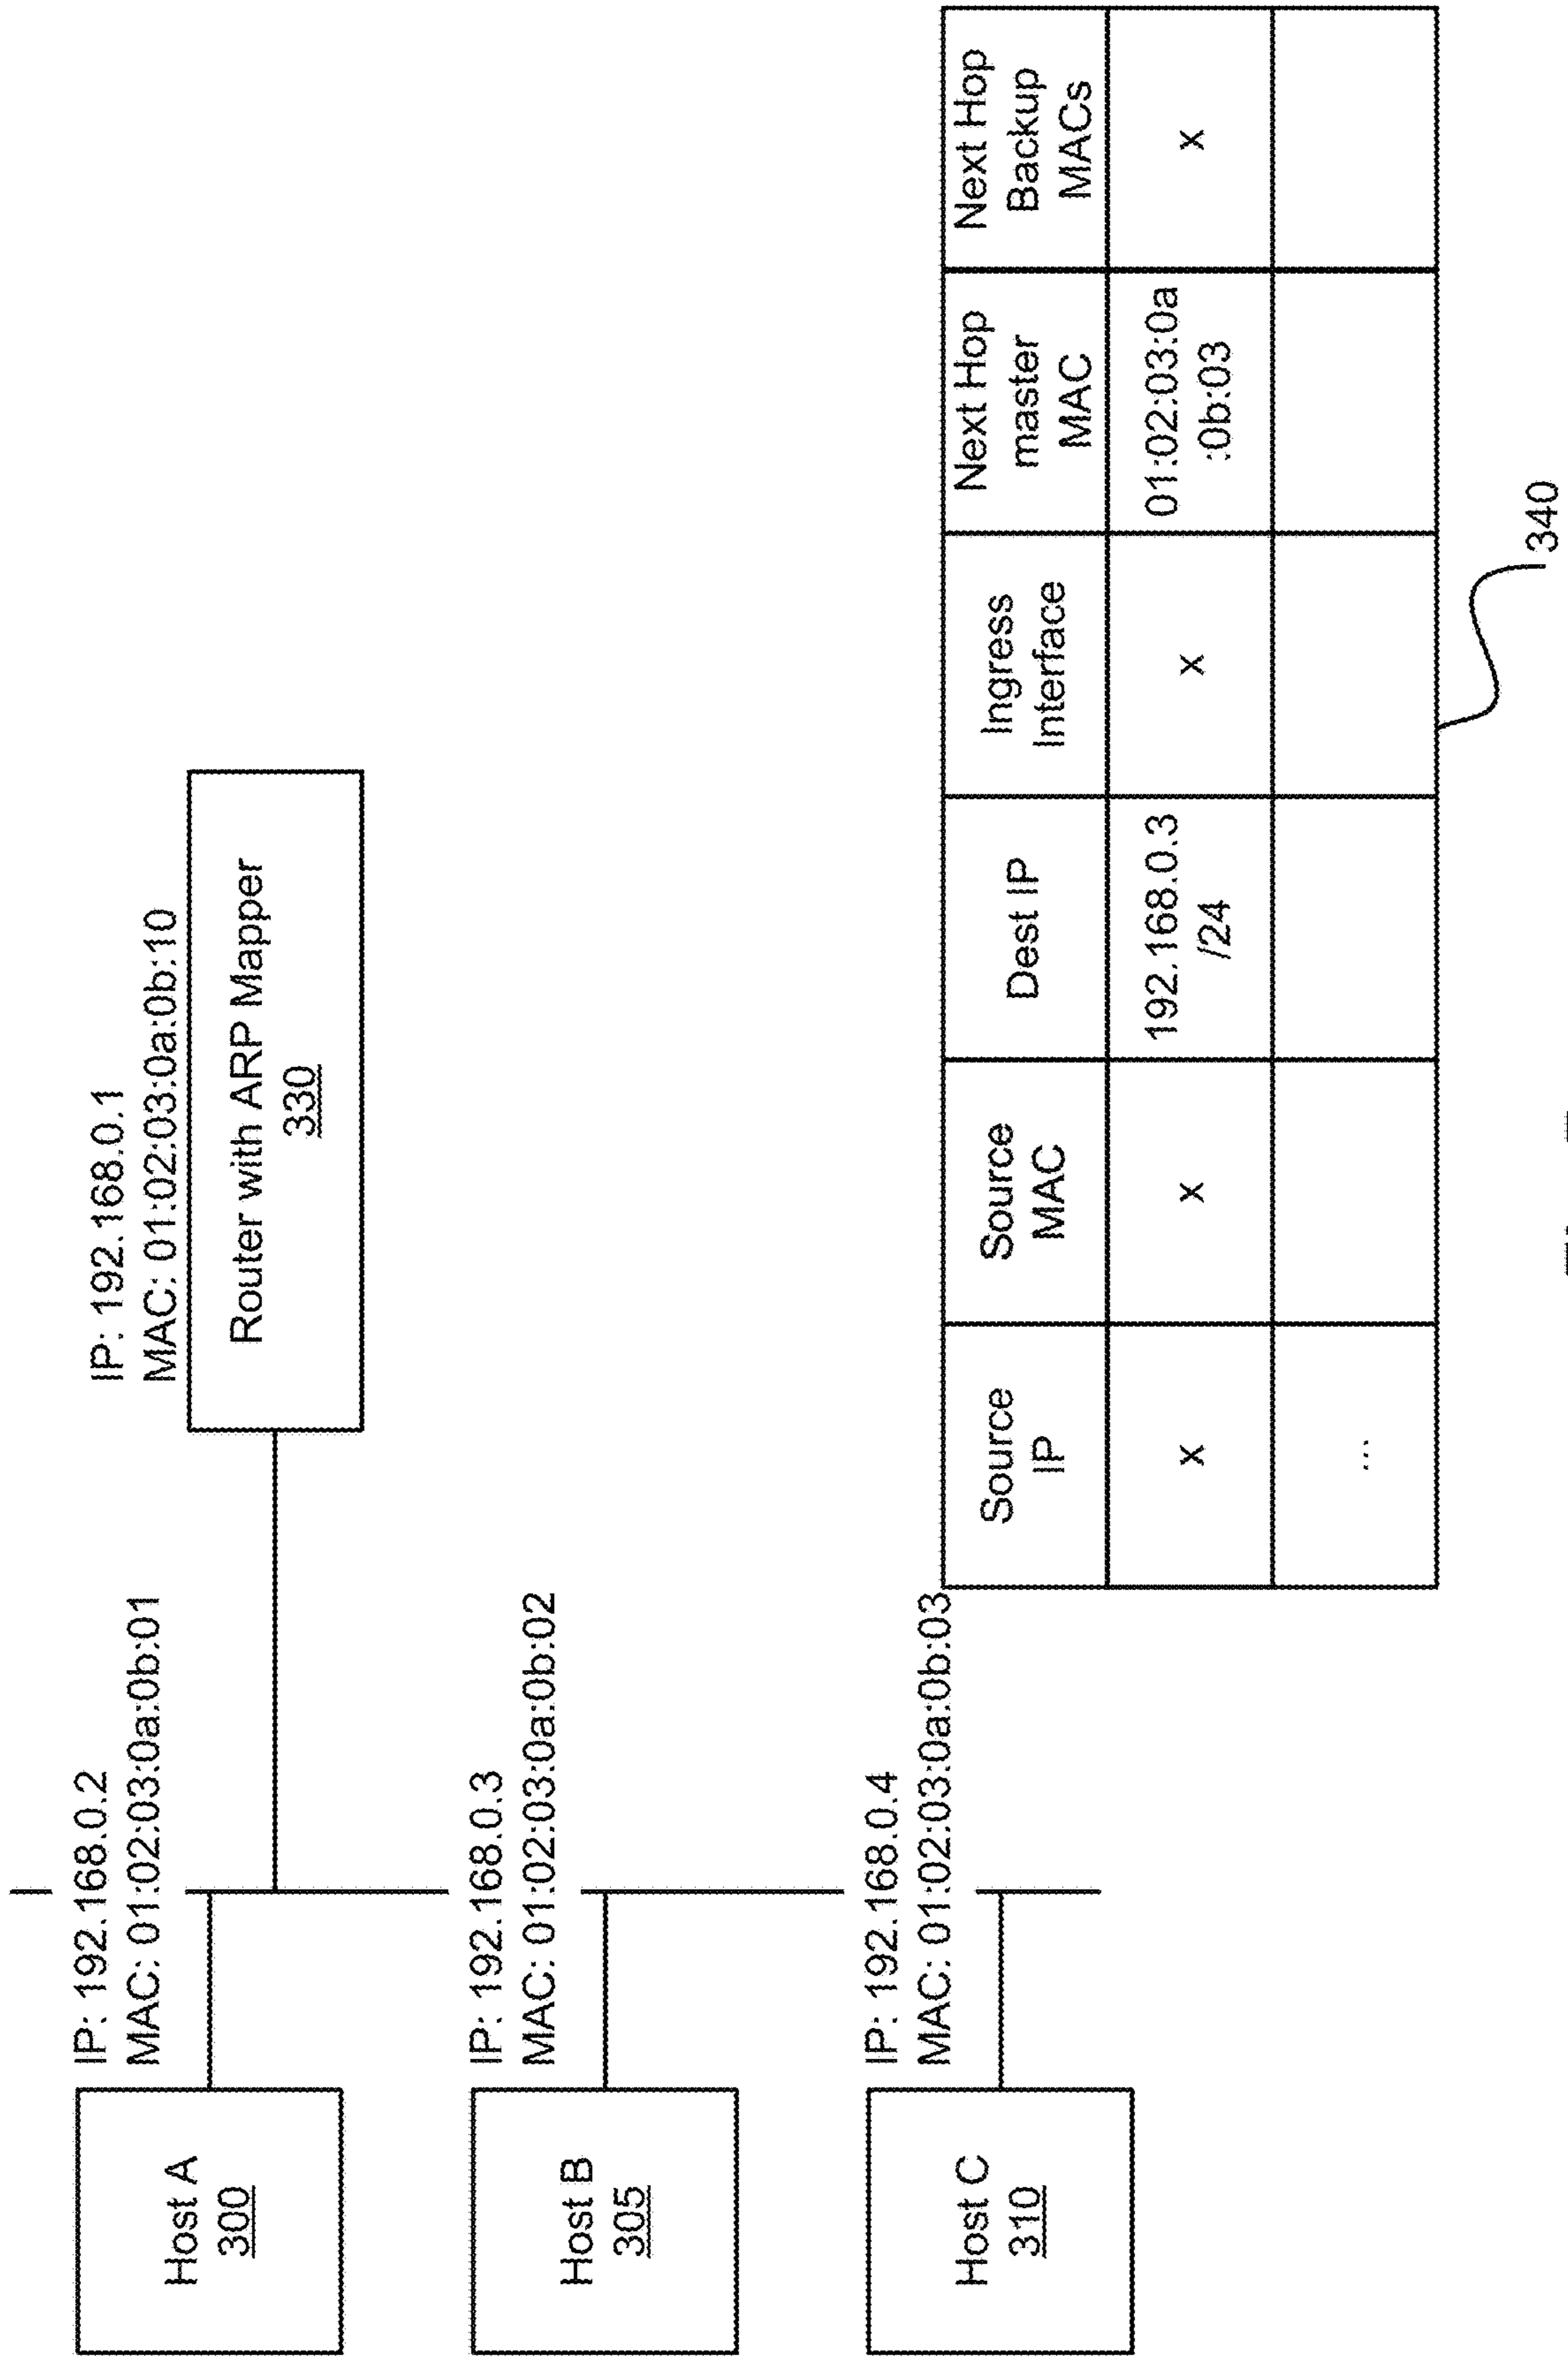 IP: 192.168.0.2
MAC: 01:02:03:0a:0b:01
Host A
300
IP: 192.168.0.1
MAC: 01:02:03:0a:0b:10
Router with ARP Mapper
330
IP: 192.168.0.3
MAC: 01:02:03:0a:0b:02
Host B
305
IP: 192.168.0.4
MAC: 01:02:03:0a:0b:03
Host C
310
Source
IP
Source
MAC
Dest IP
Ingress
Interface
Next Hop
master
MAC
Next Hop
Backup
MACs
x
x
192.168.0.3
/24
x
01:02:03:0a
:0b:03
x
...
340